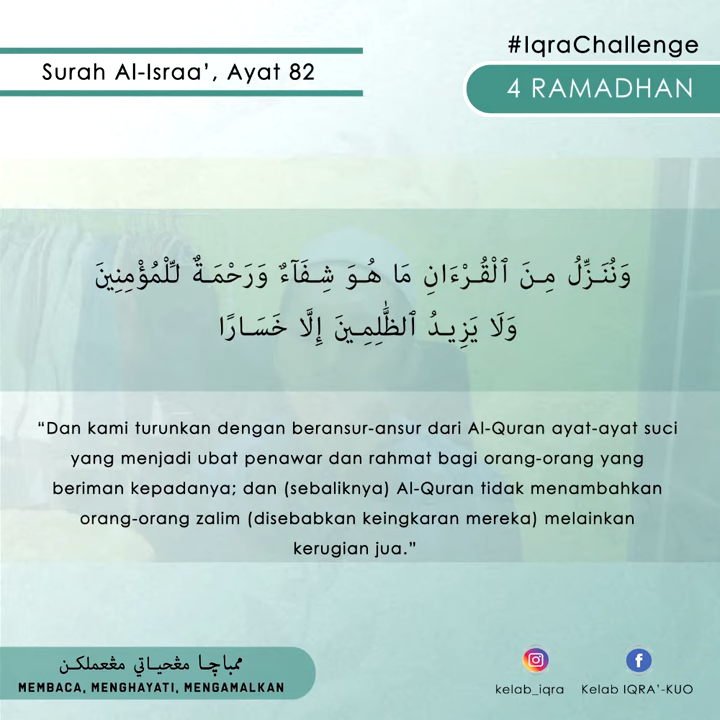 #IqraChallenge
Surah Al-Israa', Ayat 82
4 RAMADHAN
وَنُنَزِّلُ مِنَ ٱلْقُرْءَانِ مَا هُوَ شِفَآءٌ وَرَحْمَةٌ لِّلْمُؤْمِنِينَ
وَلَا يَزِيدُ ٱلظَّٰلِمِينَ إِلَّا خَسَارًا
“Dan kami turunkan dengan beransur-ansur dari Al-Quran ayat-ayat suci
yang menjadi ubat penawar dan rahmat bagi orang-orang yang
beriman kepadanya; dan (sebaliknya) Al-Quran tidak menambahkan
orang-orang zalim (disebabkan keingkaran mereka) melainkan
kerugian jua.”
ممباچا مڠحياتي مڠعملكن
MEMBACA, MENGHAYATI, MENGAMALKAN
kelab_iqra
Kelab IQRA'-KUO